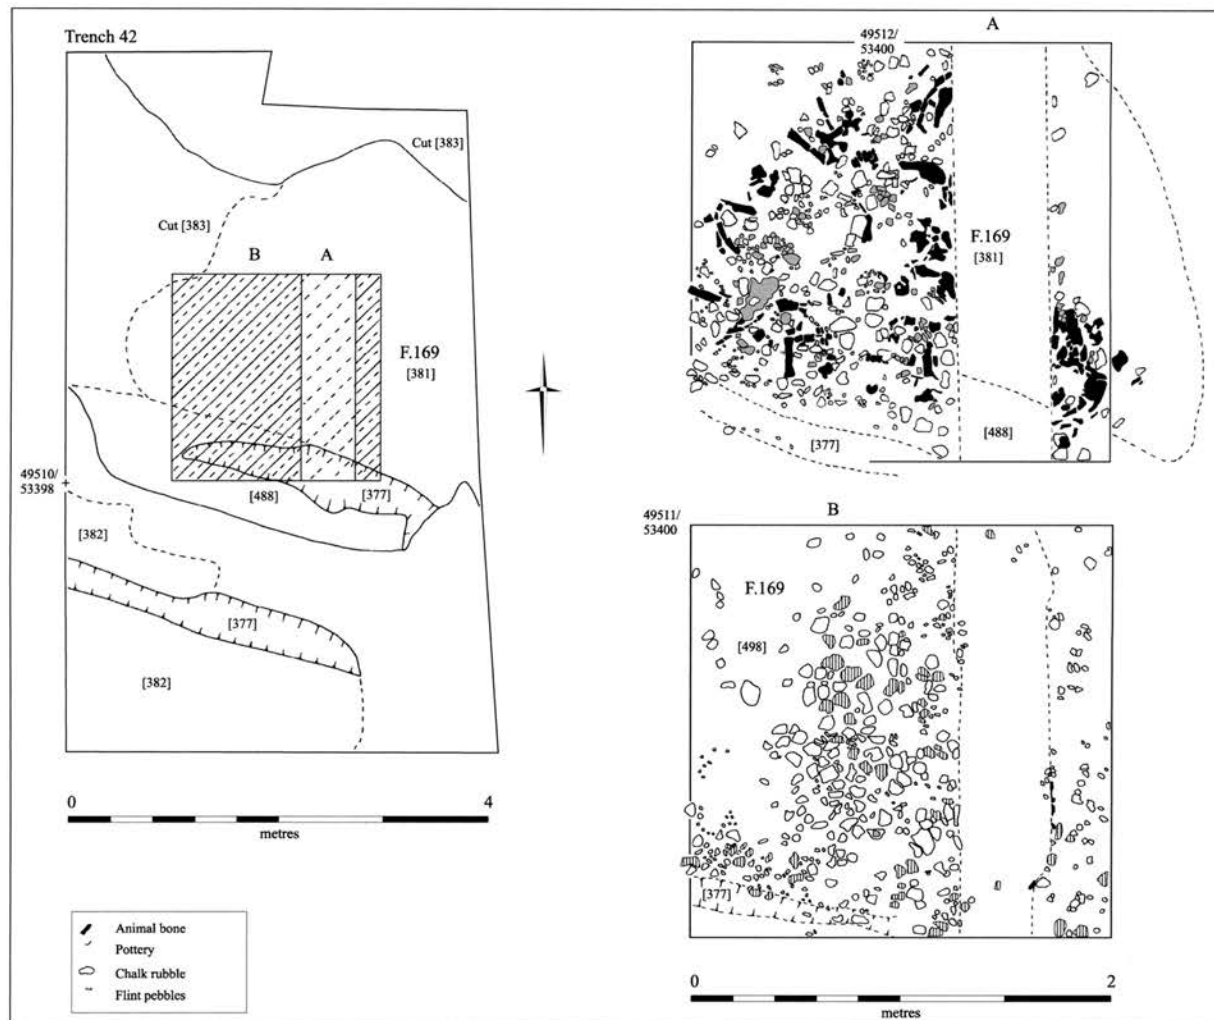 Trench 42
Cut [383]
Cut [383]
B
A
F.169
[381]
49510/
53398
[488]
[377]
[382]
[377]
[382]
0
4
metres
Animal bone
Pottery
Chalk rubble
Flint pebbles
A
49512/
53400
F.169
[381]
[377]
[488]
B
49511/
53400
F.169
[498]
[377]
0
2
metres